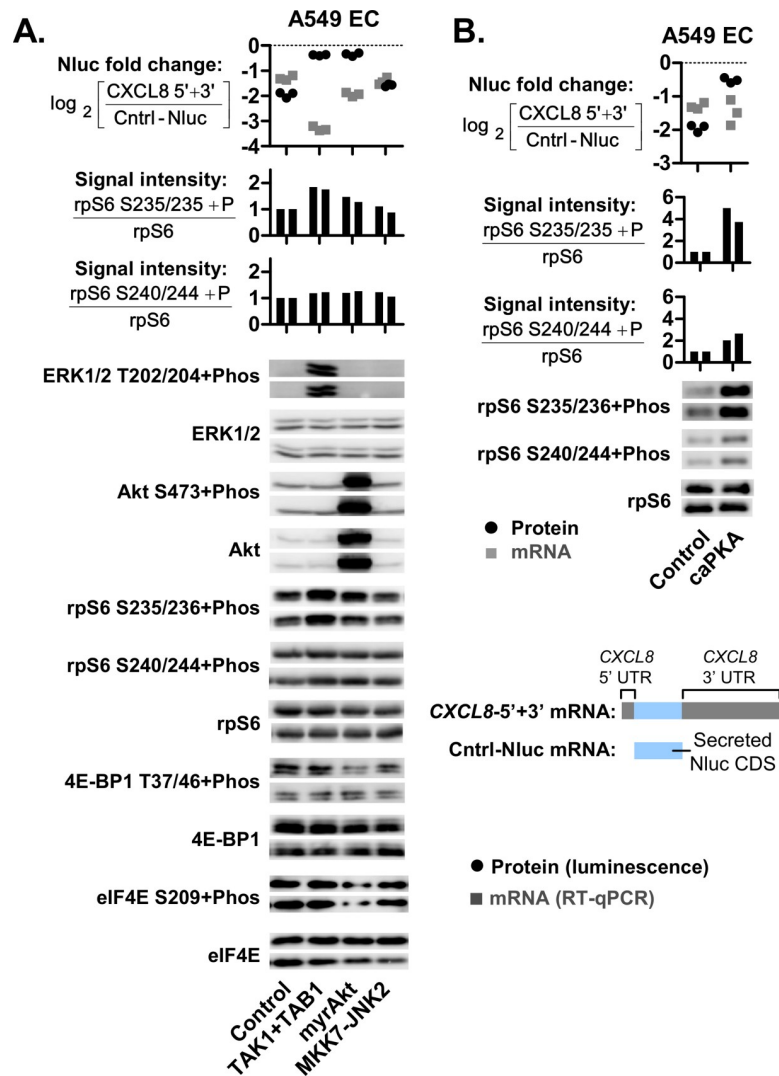 A.
A549 EC
Nluc fold change:
log 2 [ CXCL8 5'+3'
Cntrl-Nluc ]
0
-1
-2
-3
-4
Signal intensity:
rpS6 S235/235 +P
rpS6
2
1
0
Signal intensity:
rpS6 S240/244 +P
rpS6
2
1
0
ERK1/2 T202/204+Phos
ERK1/2
Akt S473+Phos
Akt
rpS6 S235/236+Phos
rpS6 S240/244+Phos
rpS6
4E-BP1 T37/46+Phos
4E-BP1
eIF4E S209+Phos
eIF4E
Control
TAK1+TAB1
myrAkt
MKK7-JNK2
B.
A549 EC
Nluc fold change:
log 2 [ CXCL8 5'+3'
Cntrl-Nluc ]
0
-1
-2
-3
Signal intensity:
rpS6 S235/235 +P
rpS6
6
4
2
0
Signal intensity:
rpS6 S240/244 +P
rpS6
6
4
2
0
rpS6 S235/236+Phos
rpS6 S240/244+Phos
rpS6
Protein
mRNA
Control
caPKA
CXCL8
5' UTR
CXCL8
3' UTR
CXCL8-5'+3' mRNA:
Cntrl-Nluc mRNA:
Secreted
Nluc CDS
Protein (luminescence)
mRNA (RT-qPCR)